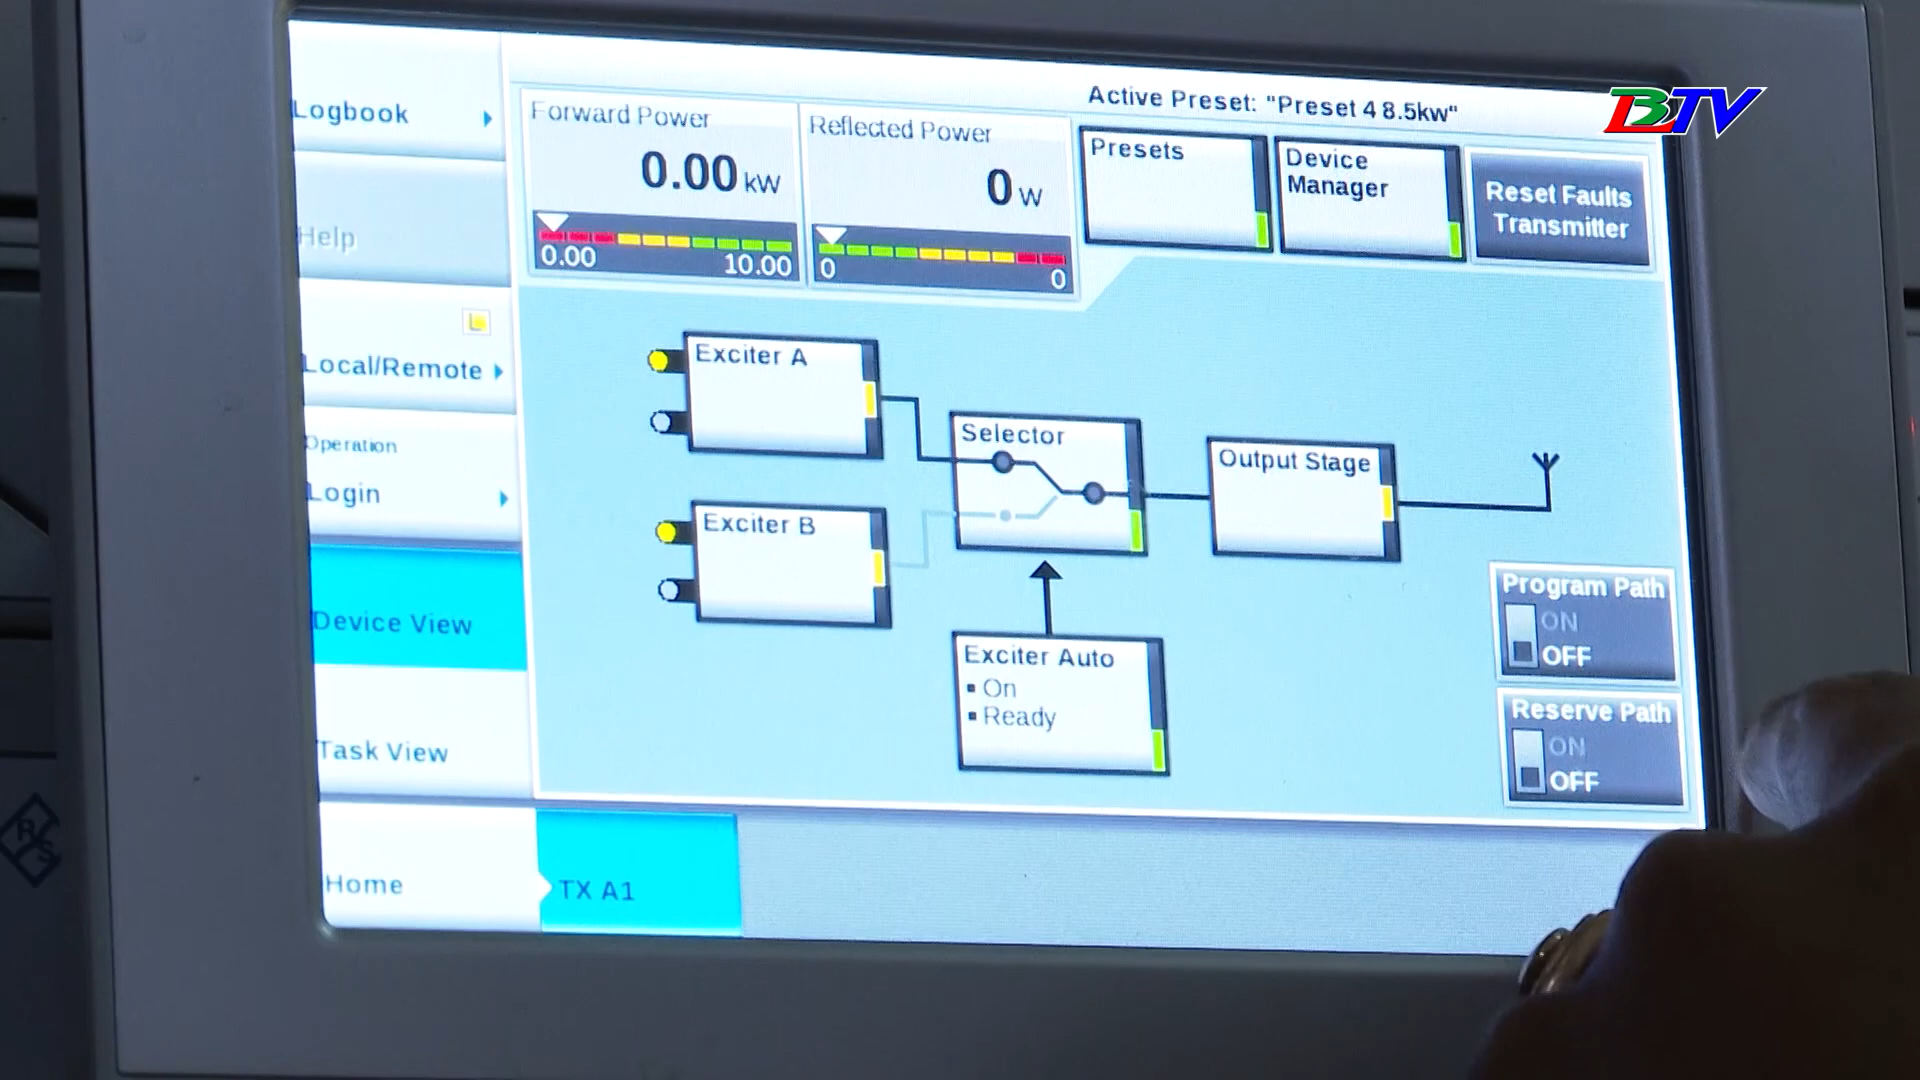 Active Preset: "Preset 4 8.5kw"
BTV
Logbook
Forward Power
0.00 kW
0.00
10.00
Reflected Power
0 W
0
0
Presets
Device
Manager
Reset Faults
Transmitter
Help
Local/Remote
Operation
Login
Device View
Task View
Home
TX A1
Exciter A
Exciter B
Selector
Output Stage
Exciter Auto
On
Ready
Program Path
ON
OFF
Reserve Path
ON
OFF
R S